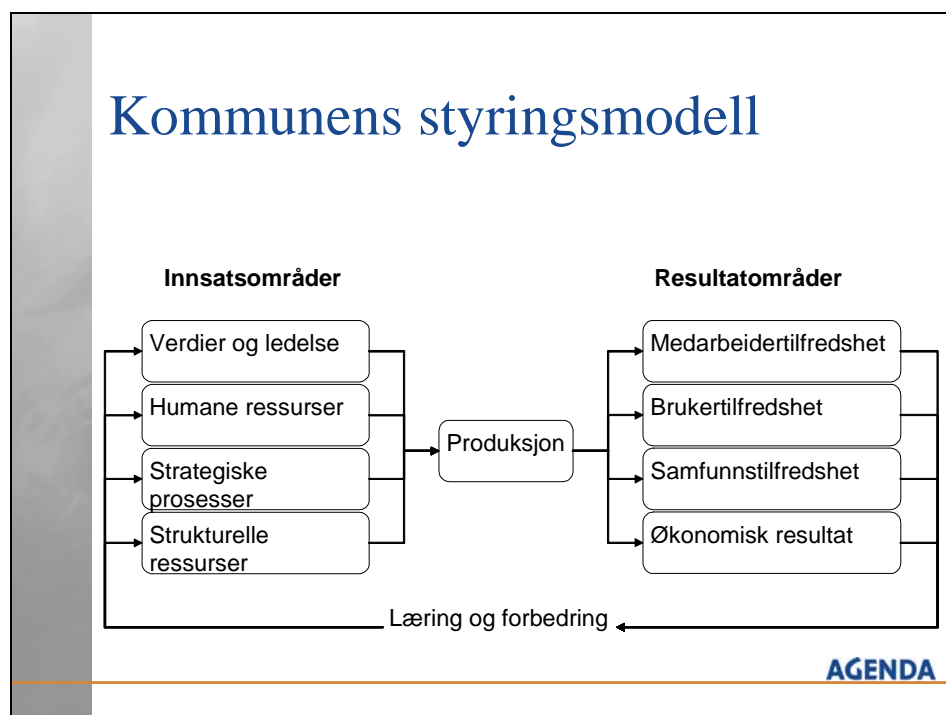 Kommunens styringsmodell
Innsatsområder
Verdier og ledelse
Humane ressurser
Strategiske
prosesser
Strukturelle
ressurser
Produksjon
Resultatområder
Medarbeidertilfredshet
Brukertilfredshet
Samfunnstilfredshet
Økonomisk resultat
Læring og forbedring
AGENDA